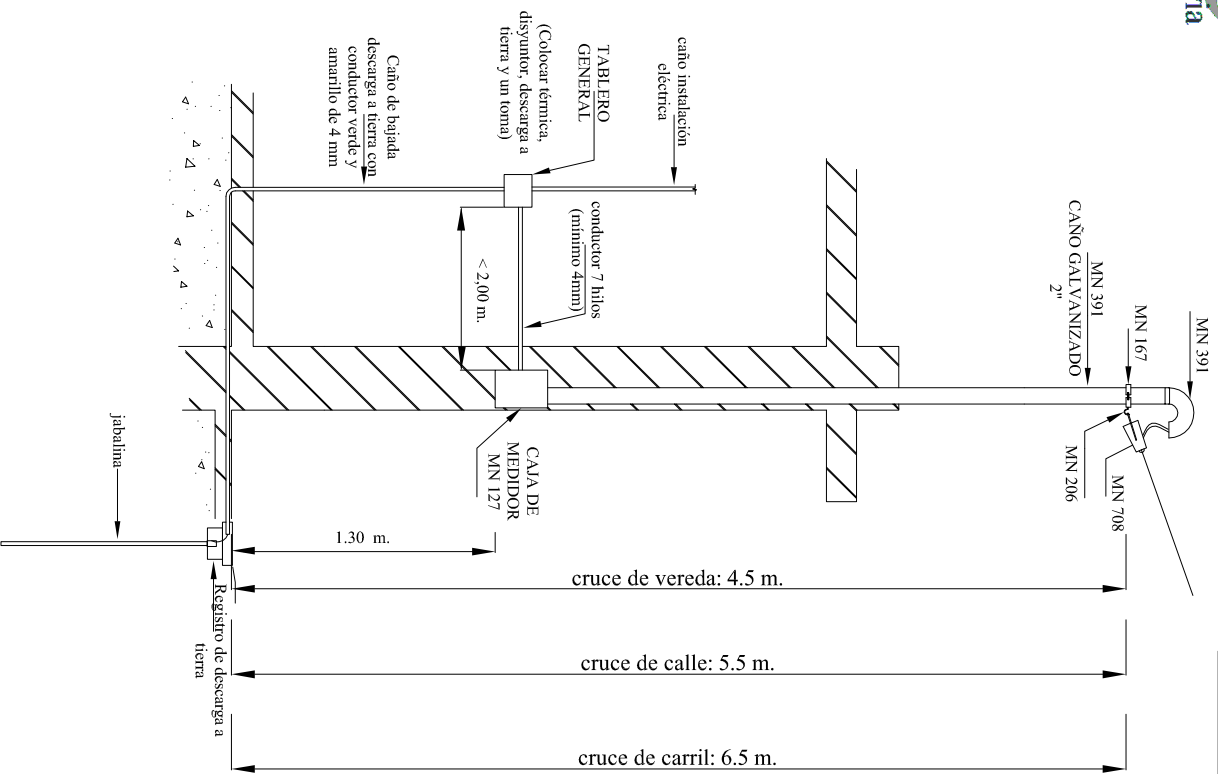 ria
MN 391
MN 167
MN 391
CAÑO GALVANIZADO
2"
MN 206
MN 708
caño instalación
eléctrica
TABLERO
GENERAL
(Colocar térmica,
disyuntor, descarga a
tierra y un toma)
conductor 7 hilos
(mínimo 4mm)
< 2,00 m.
Caño de bajada
descarga a tierra con
conductor verde y
amarillo de 4 mm
CAJA DE
MEDIDOR
MN 127
jabalina
Registro de descarga a
tierra
1.30 m.
cruce de vereda: 4.5 m.
cruce de calle: 5.5 m.
cruce de carril: 6.5 m.